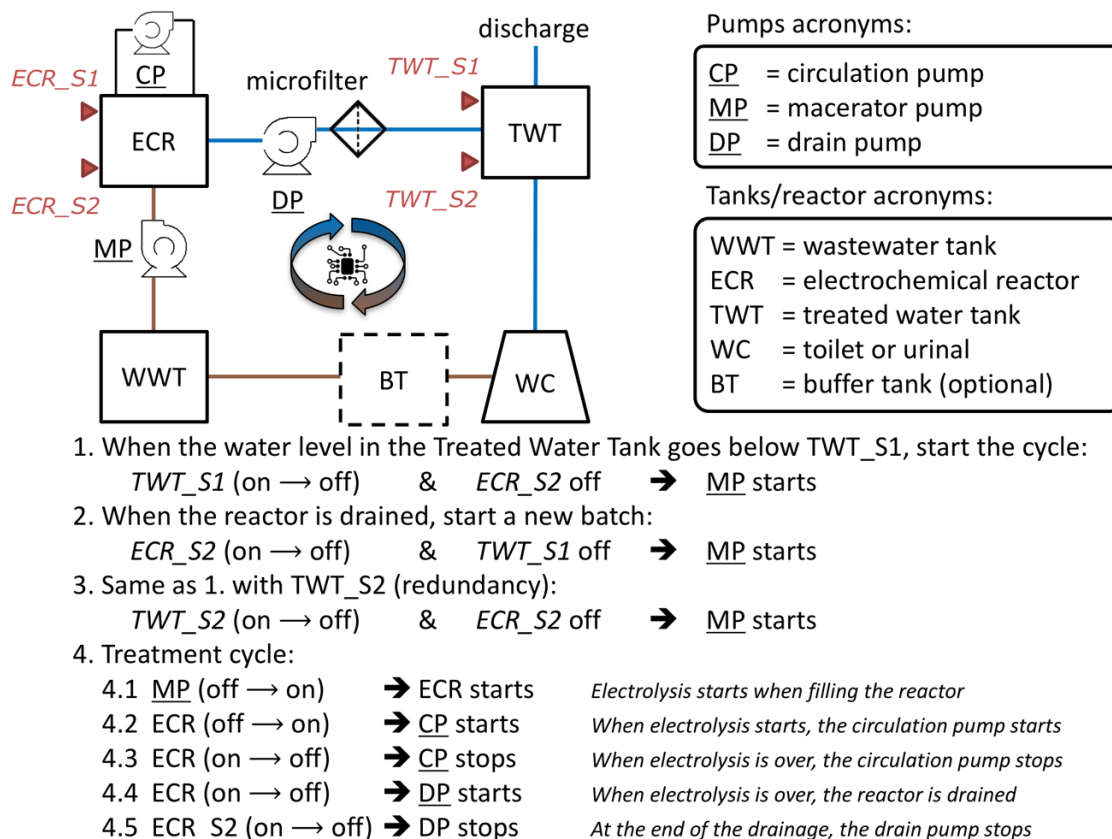 discharge
Pumps acronyms:
CP = circulation pump
MP = macerator pump
DP = drain pump
ECR_S1
CP
microfilter
TWT_S1
ECR
TWT
ECR_S2
DP
TWT_S2
MP
Tanks/reactor acronyms:
WWT = wastewater tank
ECR = electrochemical reactor
TWT = treated water tank
WC = toilet or urinal
BT = buffer tank (optional)
WWT
BT
WC
1. When the water level in the Treated Water Tank goes below TWT_S1, start the cycle:
TWT_S1 (on → off) & ECR_S2 off ➔ MP starts
2. When the reactor is drained, start a new batch:
ECR_S2 (on → off) & TWT_S1 off ➔ MP starts
3. Same as 1. with TWT_S2 (redundancy):
TWT_S2 (on → off) & ECR_S2 off ➔ MP starts
4. Treatment cycle:
4.1 MP (off → on) ➔ ECR starts Electrolysis starts when filling the reactor
4.2 ECR (off → on) ➔ CP starts When electrolysis starts, the circulation pump starts
4.3 ECR (on → off) ➔ CP stops When electrolysis is over, the circulation pump stops
4.4 ECR (on → off) ➔ DP starts When electrolysis is over, the reactor is drained
4.5 ECR_S2 (on → off) ➔ DP stops At the end of the drainage, the drain pump stops